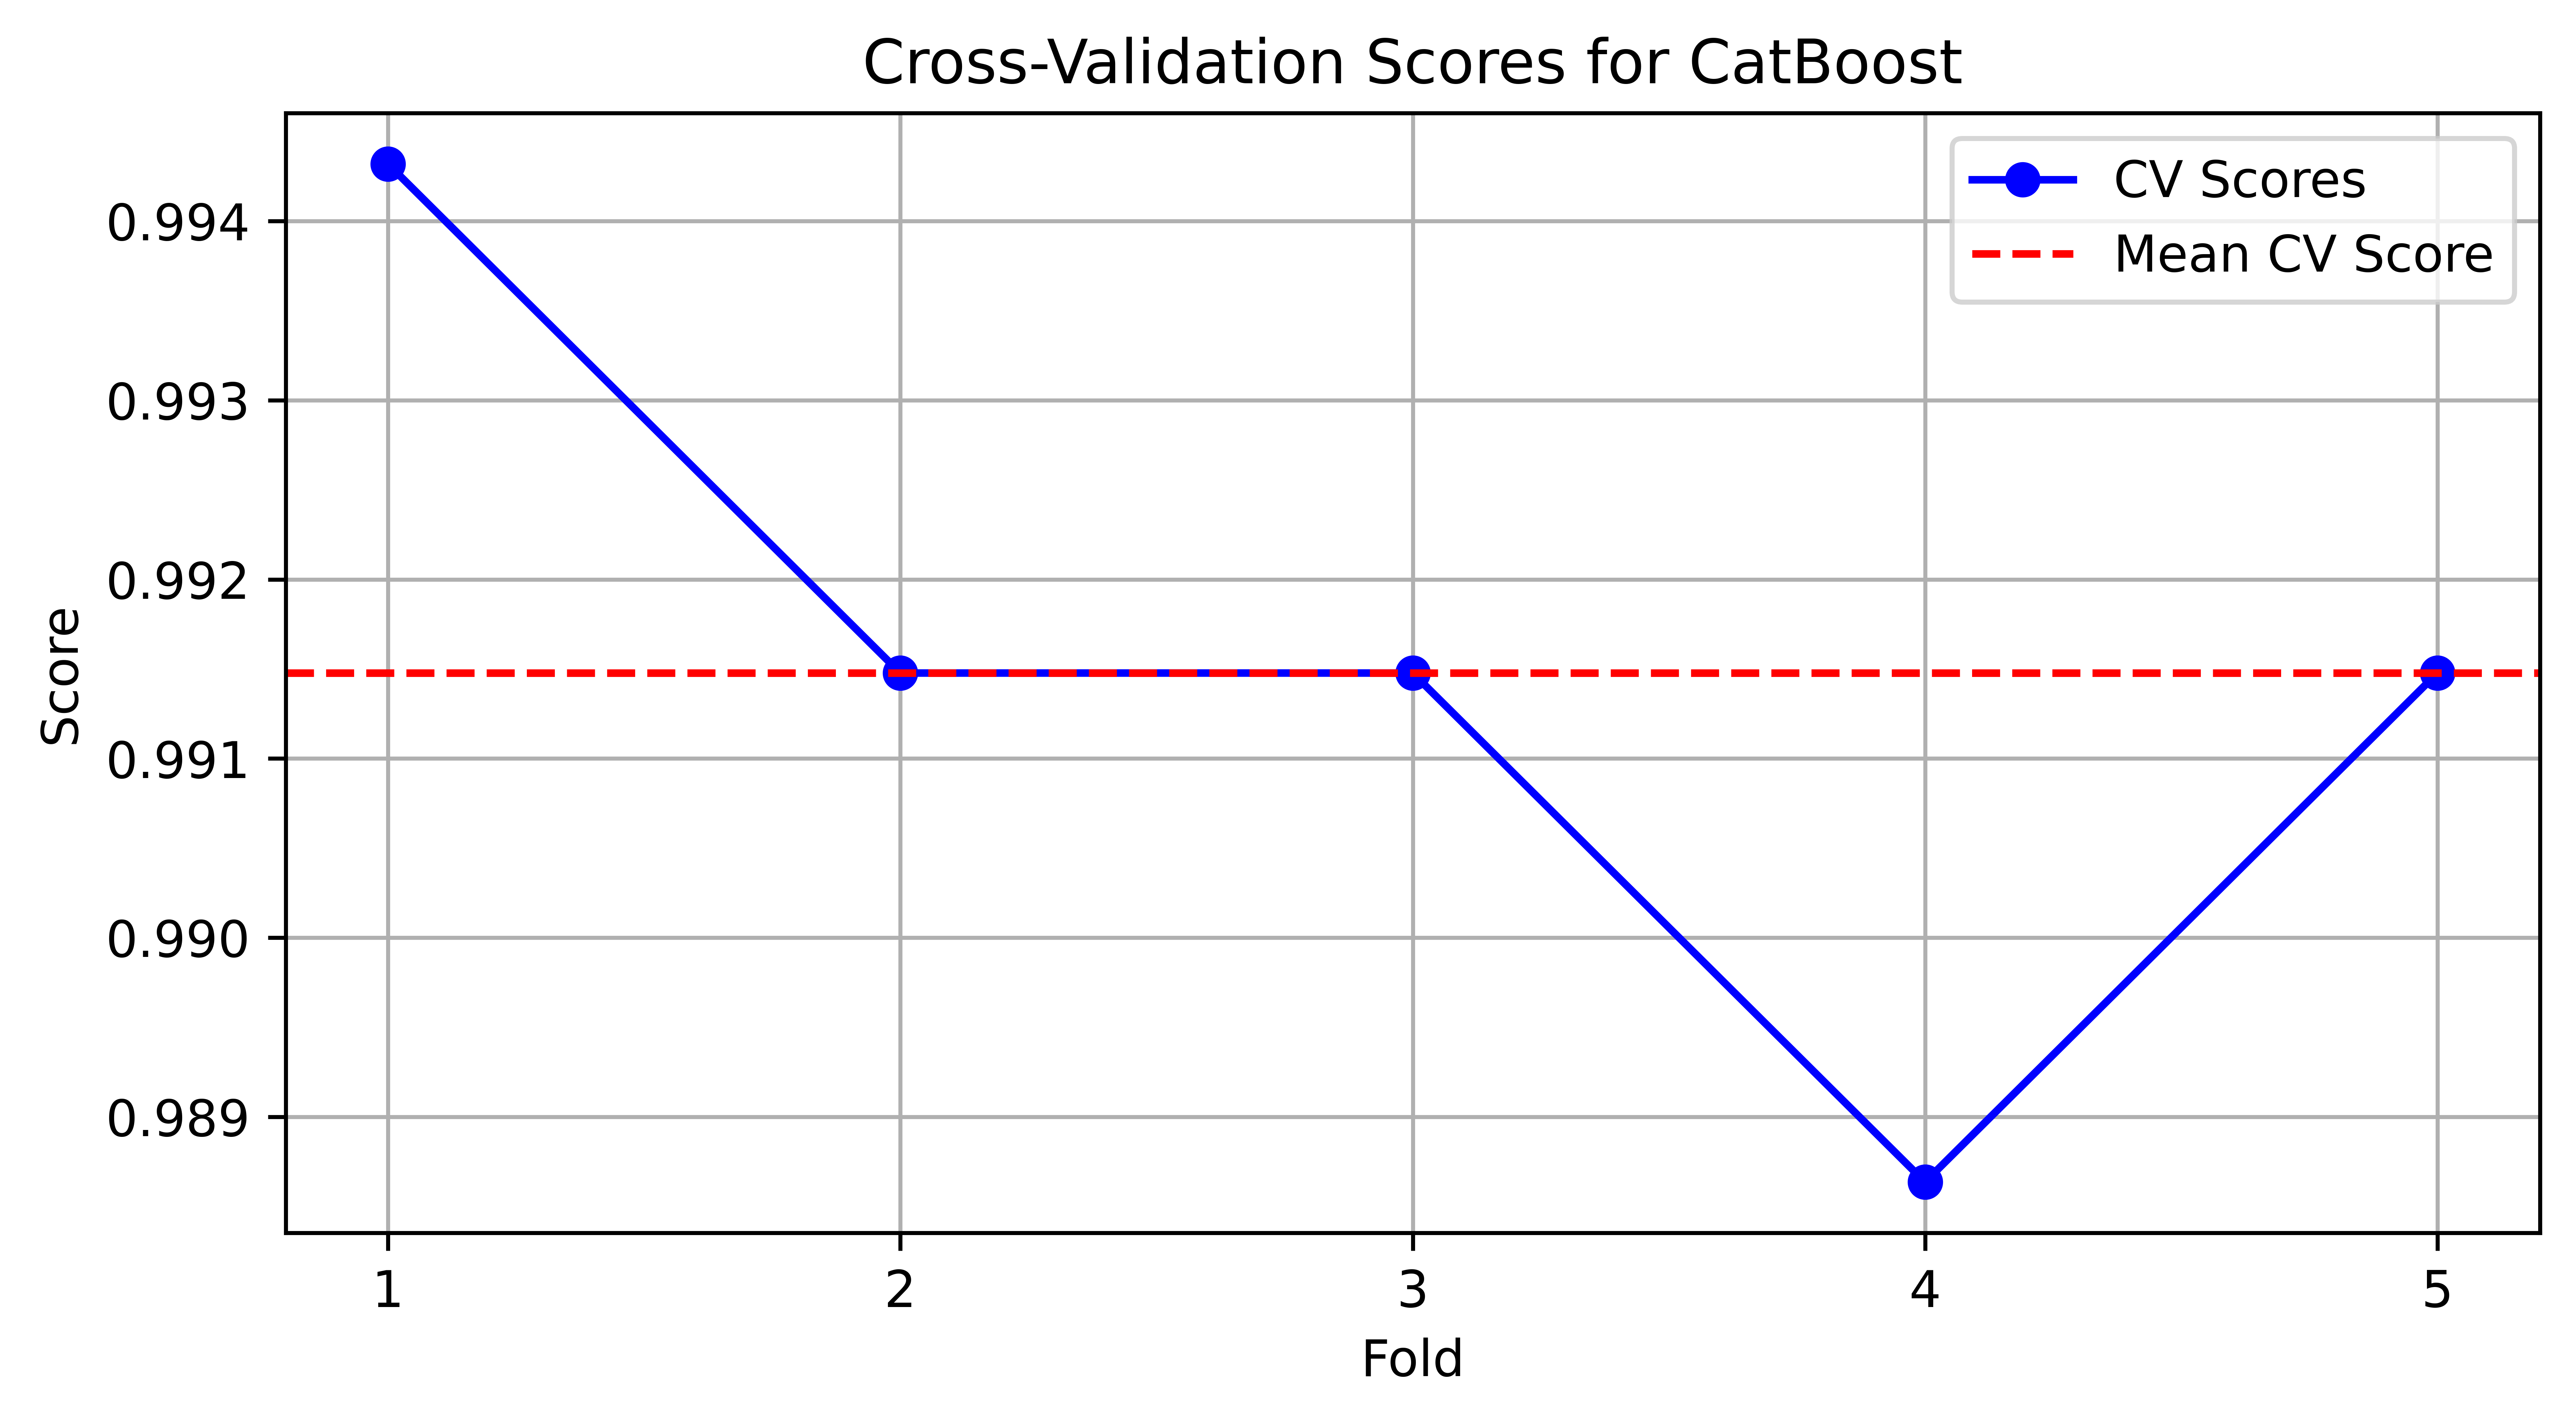 Cross-Validation Scores for CatBoost
CV Scores
Mean CV Score
0.994
0.993
0.992
0.991
0.990
0.989
Score
1 2 3 4 5
Fold